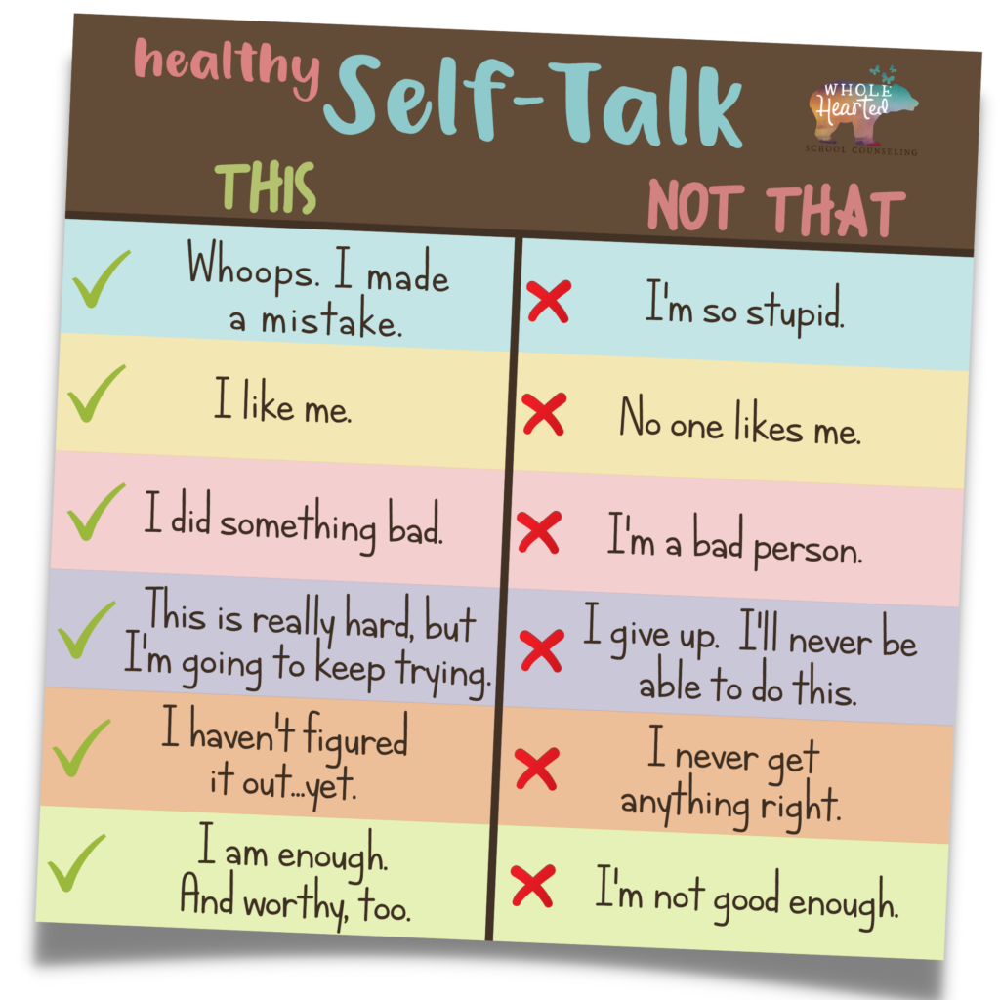 healthy Self-Talk
WHOLE
Hearted
SCHOOL COUNSELING
THIS
NOT THAT
Whoops. I made
a mistake.
I'm so stupid.
I like me.
No one likes me.
I did something bad.
I'm a bad person.
This is really hard, but
I'm going to keep trying.
I give up. I'll never be
able to do this.
I haven't figured
it out...yet.
I never get
anything right.
I am enough.
And worthy, too.
I'm not good enough.